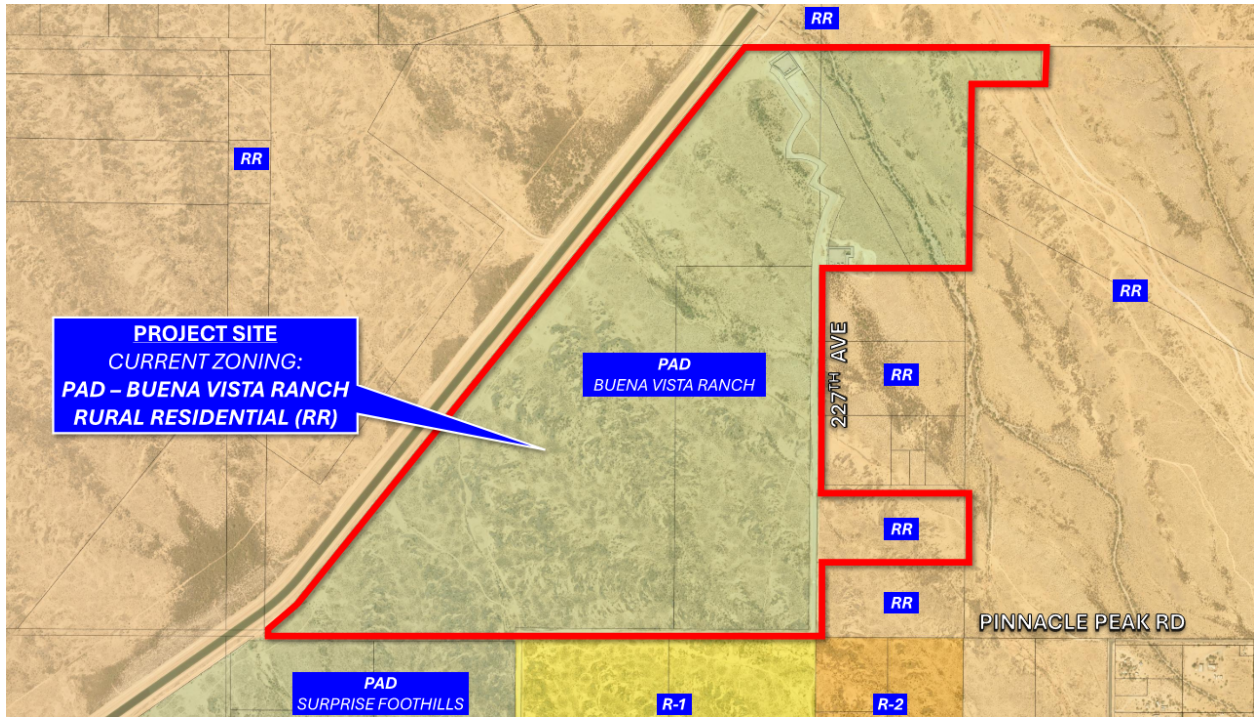 RR
RR
RR
PROJECT SITE
CURRENT ZONING:
PAD – BUENA VISTA RANCH
RURAL RESIDENTIAL (RR)
PAD
BUENA VISTA RANCH
227TH AVE
RR
RR
RR
PINNACLE PEAK RD
PAD
SURPRISE FOOTHILLS
R-1
R-2